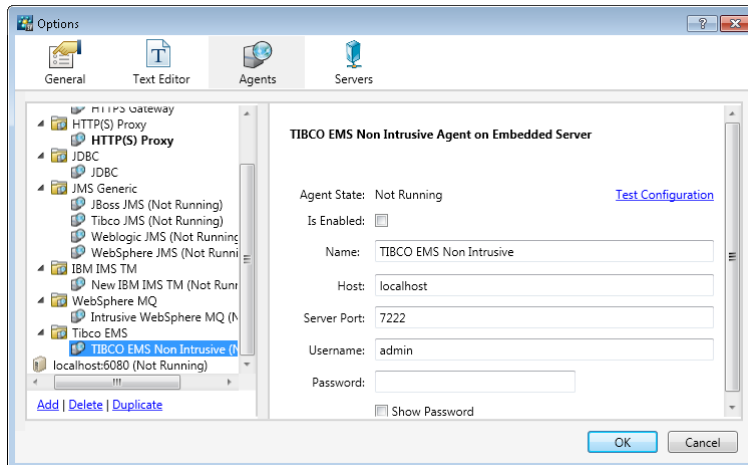 Options
General Text Editor Agents Servers
HTTPS Gateway
HTTP(S) Proxy
HTTP(S) Proxy
JDBC
JDBC
JMS Generic
JBoss JMS (Not Running)
Tibco JMS (Not Running)
Weblogic JMS (Not Running
WebSphere JMS (Not Runni
IBM IMS TM
New IBM IMS TM (Not Runr
WebSphere MQ
Intrusive WebSphere MQ (N
Tibco EMS
TIBCO EMS Non Intrusive (N
localhost:6080 (Not Running)
Add | Delete | Duplicate
TIBCO EMS Non Intrusive Agent on Embedded Server
Agent State: Not Running Test Configuration
Is Enabled:
Name: TIBCO EMS Non Intrusive
Host: localhost
Server Port: 7222
Username: admin
Password:
Show Password
OK Cancel